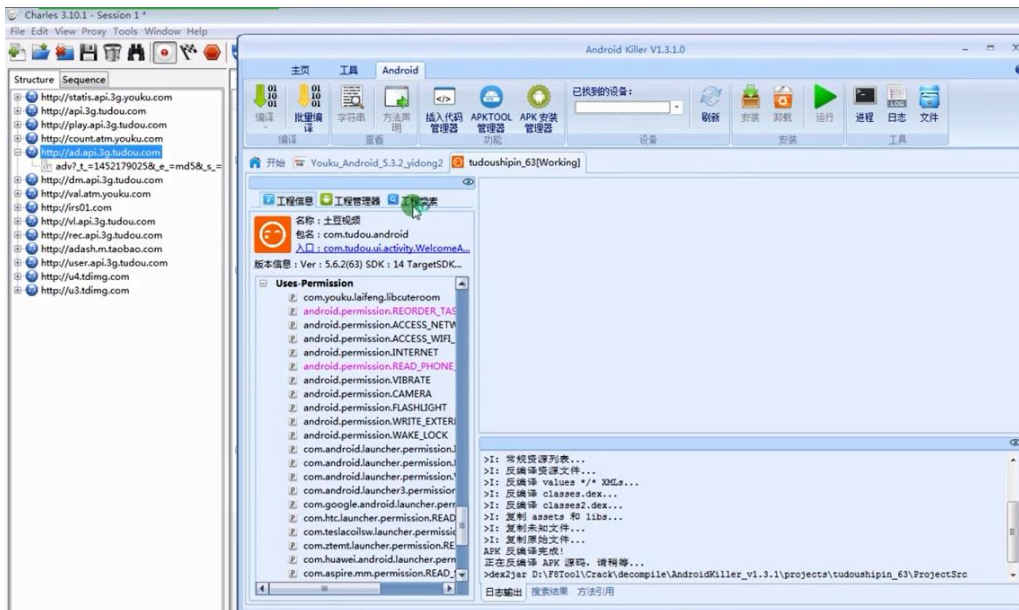 Charles 3.10.1 - Session 1 *
File Edit View Proxy Tools Window Help
Structure Sequence
http://statis.api.3g.youku.com
http://api.3g.tudou.com
http://play.api.3g.tudou.com
http://count.atm.youku.com
http://ad.api.3g.tudou.com
adv?_t_=1452179025&_e_=md5&_s_=
http://dm.api.3g.tudou.com
http://val.atm.youku.com
http://irs01.com
http://vl.api.3g.tudou.com
http://rec.api.3g.tudou.com
http://adash.m.taobao.com
http://user.api.3g.tudou.com
http://u4.tdimg.com
http://u3.tdimg.com
Android Killer V1.3.1.0
主页 工具 Android
编译
批量编译
编译
字符串
方法声明
查看
插入代码管理器
APKTOOL管理器
APK 安装管理器
功能
已找到的设备：
刷新
设备
安装 卸载 运行
安装
进程 日志 文件
工具
开始 Youku_Android_5.3.2_yidong2 tudoushipin_63[Working]
工程信息 工程管理器 工程搜索
名称：土豆视频
包名：com.tudou.android
入口：com.tudou.ui.activity.WelcomeA...
版本信息：Ver：5.6.2(63) SDK：14 TargetSDK...
Uses-Permission
com.youku.laifeng.libcuteroom
android.permission.REORDER_TAS
android.permission.ACCESS_NETW
android.permission.ACCESS_WIFI_
android.permission.INTERNET
android.permission.READ_PHONE_
android.permission.VIBRATE
android.permission.CAMERA
android.permission.FLASHLIGHT
android.permission.WRITE_EXTERI
android.permission.WAKE_LOCK
com.android.launcher.permission.
com.android.launcher.permission.
com.android.launcher.permission.
com.android.launcher3.permission
com.google.android.launcher.perr
com.htc.launcher.permission.READ
com.teslacoilsw.launcher.permissic
com.ztemt.launcher.permission.RE
com.huawei.android.launcher.pern
com.aspire.mm.permission.READ_
>I: 常规资源列表...
>I: 反编译资源文件...
>I: 反编译 values */* XMLs...
>I: 反编译 classes.dex...
>I: 反编译 classes2.dex...
>I: 复制 assets 和 libs...
>I: 复制未知文件...
>I: 复制原始文件...
APK 反编译完成!
正在反编译 APK 源码，请稍等...
>dex2jar D:\F8Tool\Crack\decompile\AndroidKiller_v1.3.1\projects\tudoushipin_63\ProjectSrc
日志输出 搜索结果 方法引用